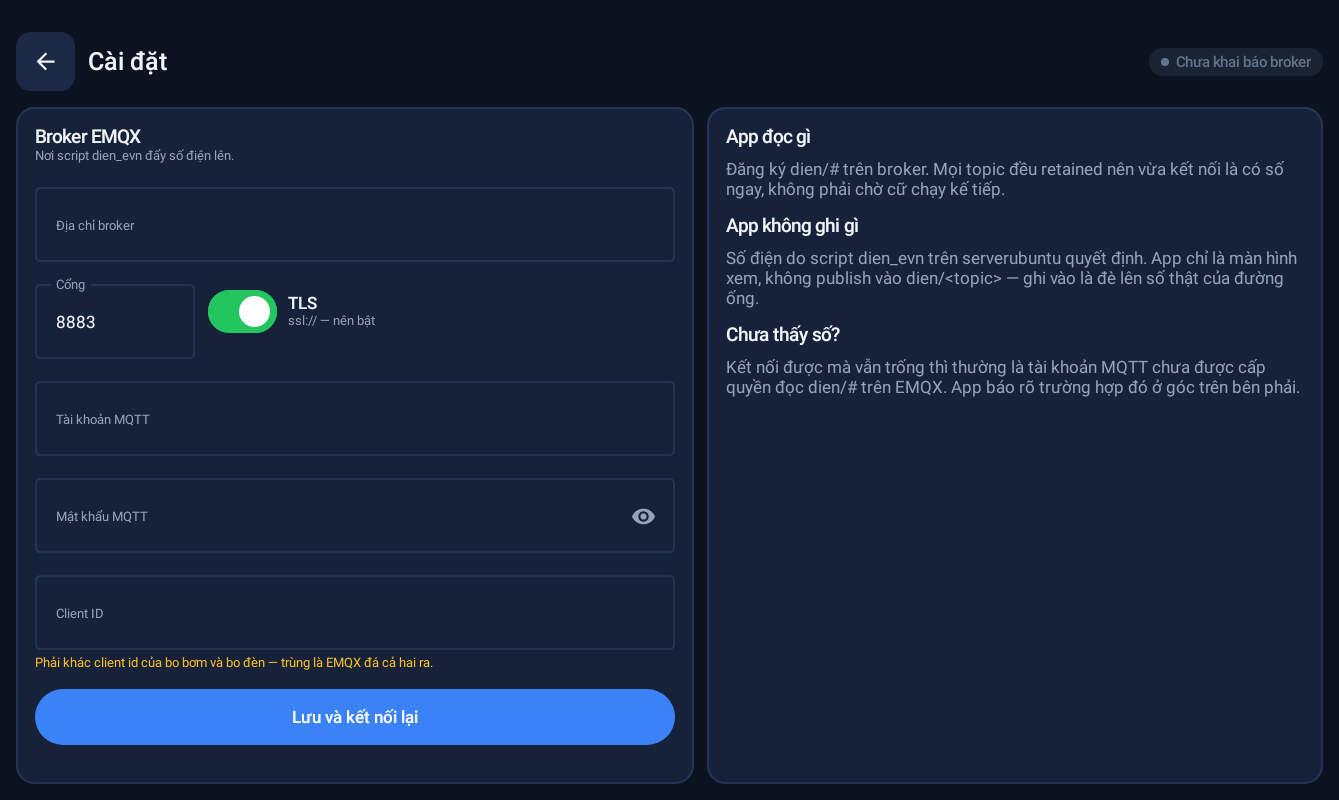 Cài đặt
Chưa khai báo broker
Broker EMQX
Nơi script dien_evn đẩy số điện lên.
Địa chỉ broker
Cổng
8883
TLS
ssl:// — nên bật
Tài khoản MQTT
Mật khẩu MQTT
Client ID
Phải khác client id của bo bơm và bo đèn — trùng là EMQX đá cả hai ra.
Lưu và kết nối lại
App đọc gì
Đăng ký dien/# trên broker. Mọi topic đều retained nên vừa kết nối là có số
ngay, không phải chờ cữ chạy kế tiếp.
App không ghi gì
Số điện do script dien_evn trên serverubuntu quyết định. App chỉ là màn hình
xem, không publish vào dien/<topic> — ghi vào là đè lên số thật của đường
ống.
Chưa thấy số?
Kết nối được mà vẫn trống thì thường là tài khoản MQTT chưa được cấp
quyền đọc dien/# trên EMQX. App báo rõ trường hợp đó ở góc trên bên phải.